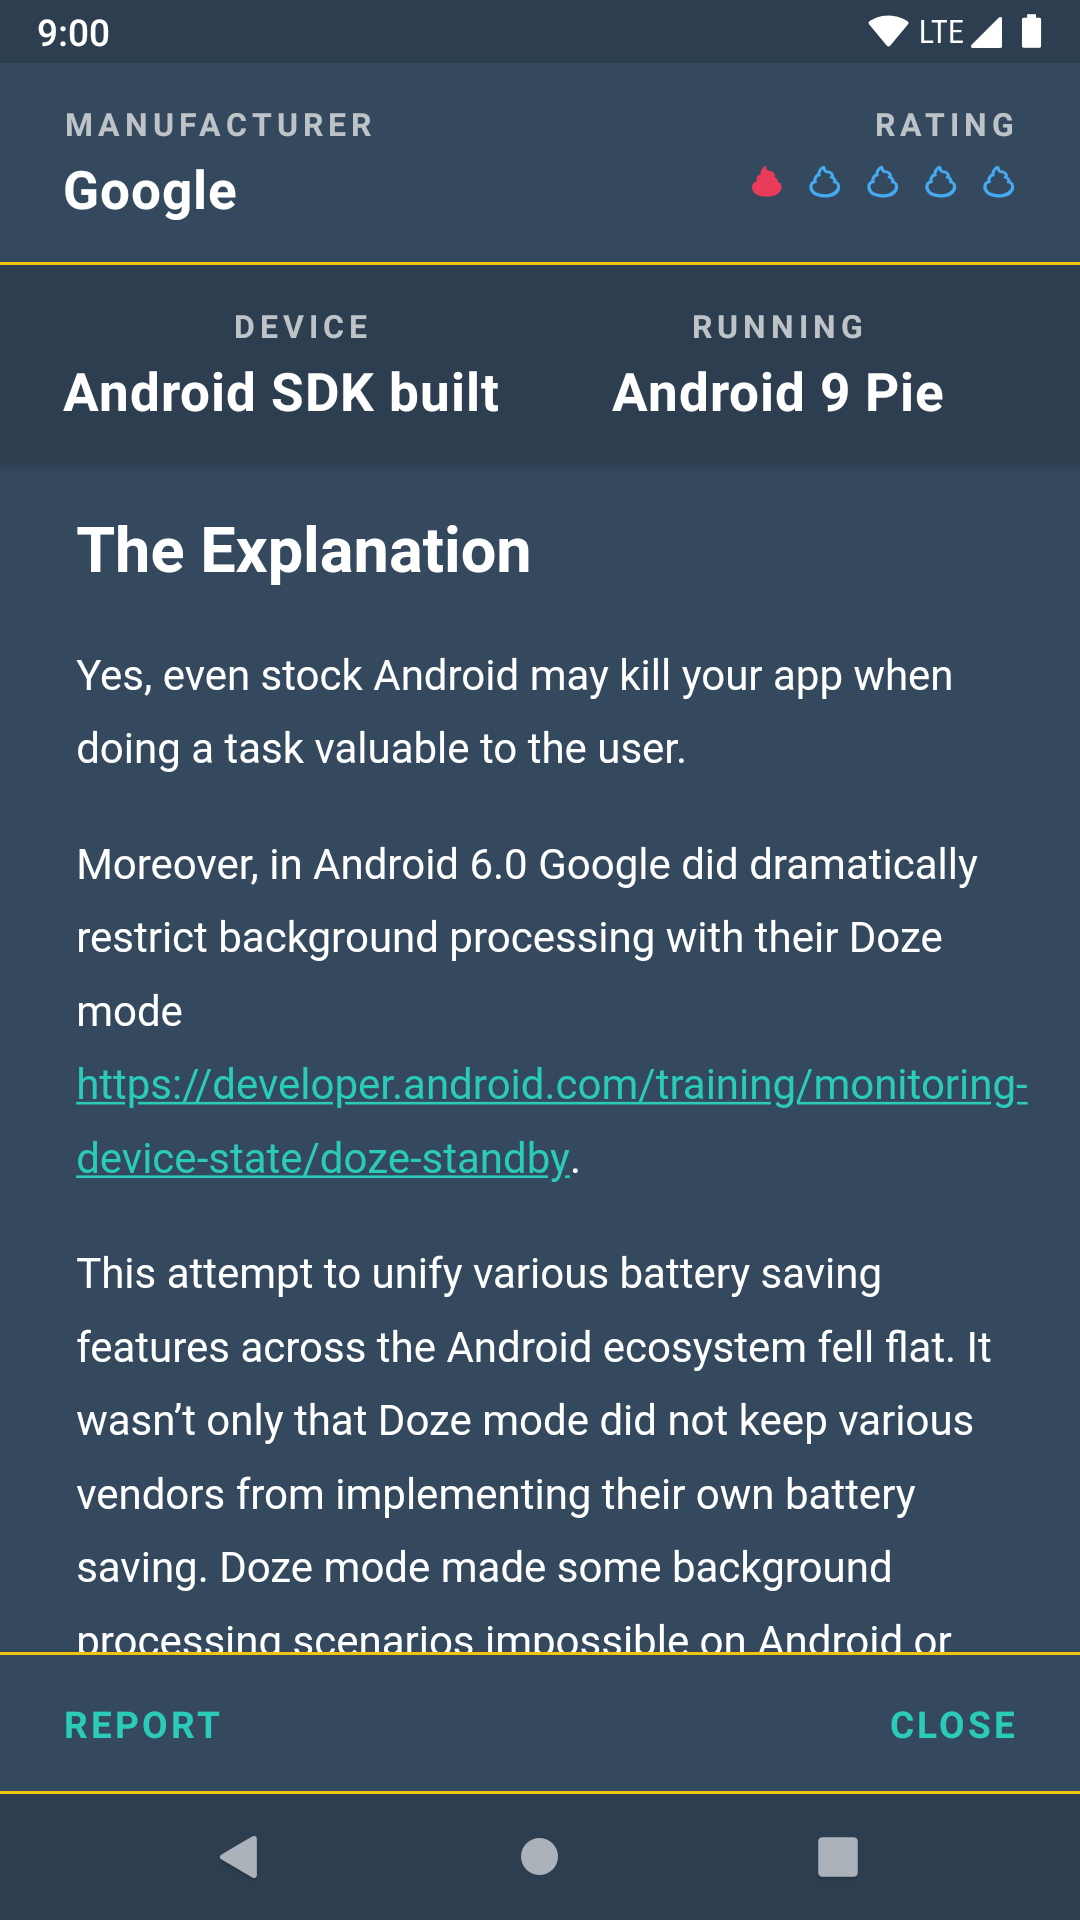 9:00
LTE
MANUFACTURER
RATING
Google
DEVICE
RUNNING
Android SDK built
Android 9 Pie
The Explanation
Yes, even stock Android may kill your app when
doing a task valuable to the user.
Moreover, in Android 6.0 Google did dramatically
restrict background processing with their Doze
mode
https://developer.android.com/training/monitoring-
device-state/doze-standby.
This attempt to unify various battery saving
features across the Android ecosystem fell flat. It
wasn’t only that Doze mode did not keep various
vendors from implementing their own battery
saving. Doze mode made some background
processing scenarios impossible on Android or
REPORT
CLOSE